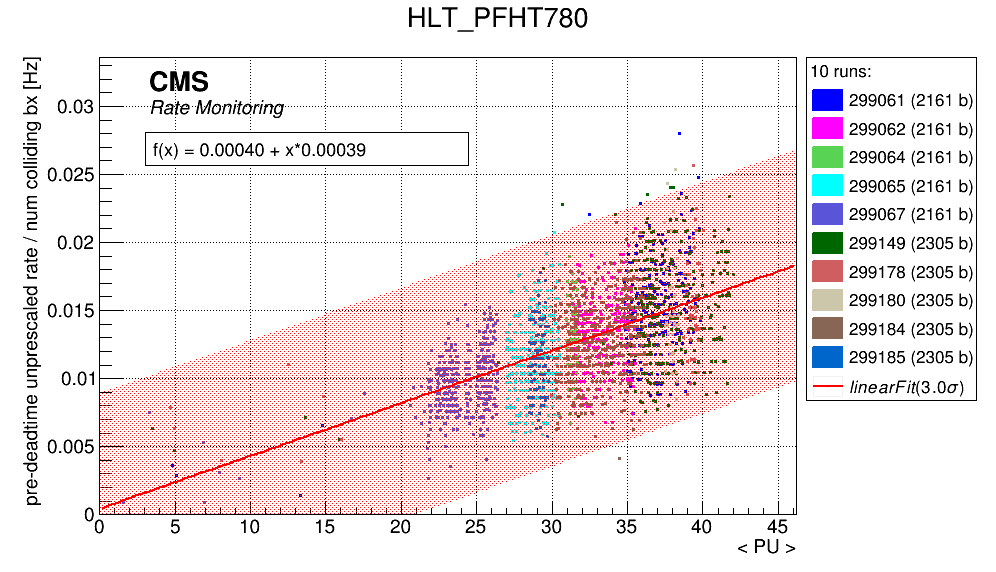 HLT_PFHT780
pre-deadtime unprescaled rate / num colliding bx [Hz]
CMS
Rate Monitoring
f(x) = 0.00040 + x*0.00039
0.03
0.025
0.02
0.015
0.01
0.005
0
0 5 10 15 20 25 30 35 40 45
< PU >
10 runs:
299061 (2161 b)
299062 (2161 b)
299064 (2161 b)
299065 (2161 b)
299067 (2161 b)
299149 (2305 b)
299178 (2305 b)
299180 (2305 b)
299184 (2305 b)
299185 (2305 b)
linearFit(3.0σ)